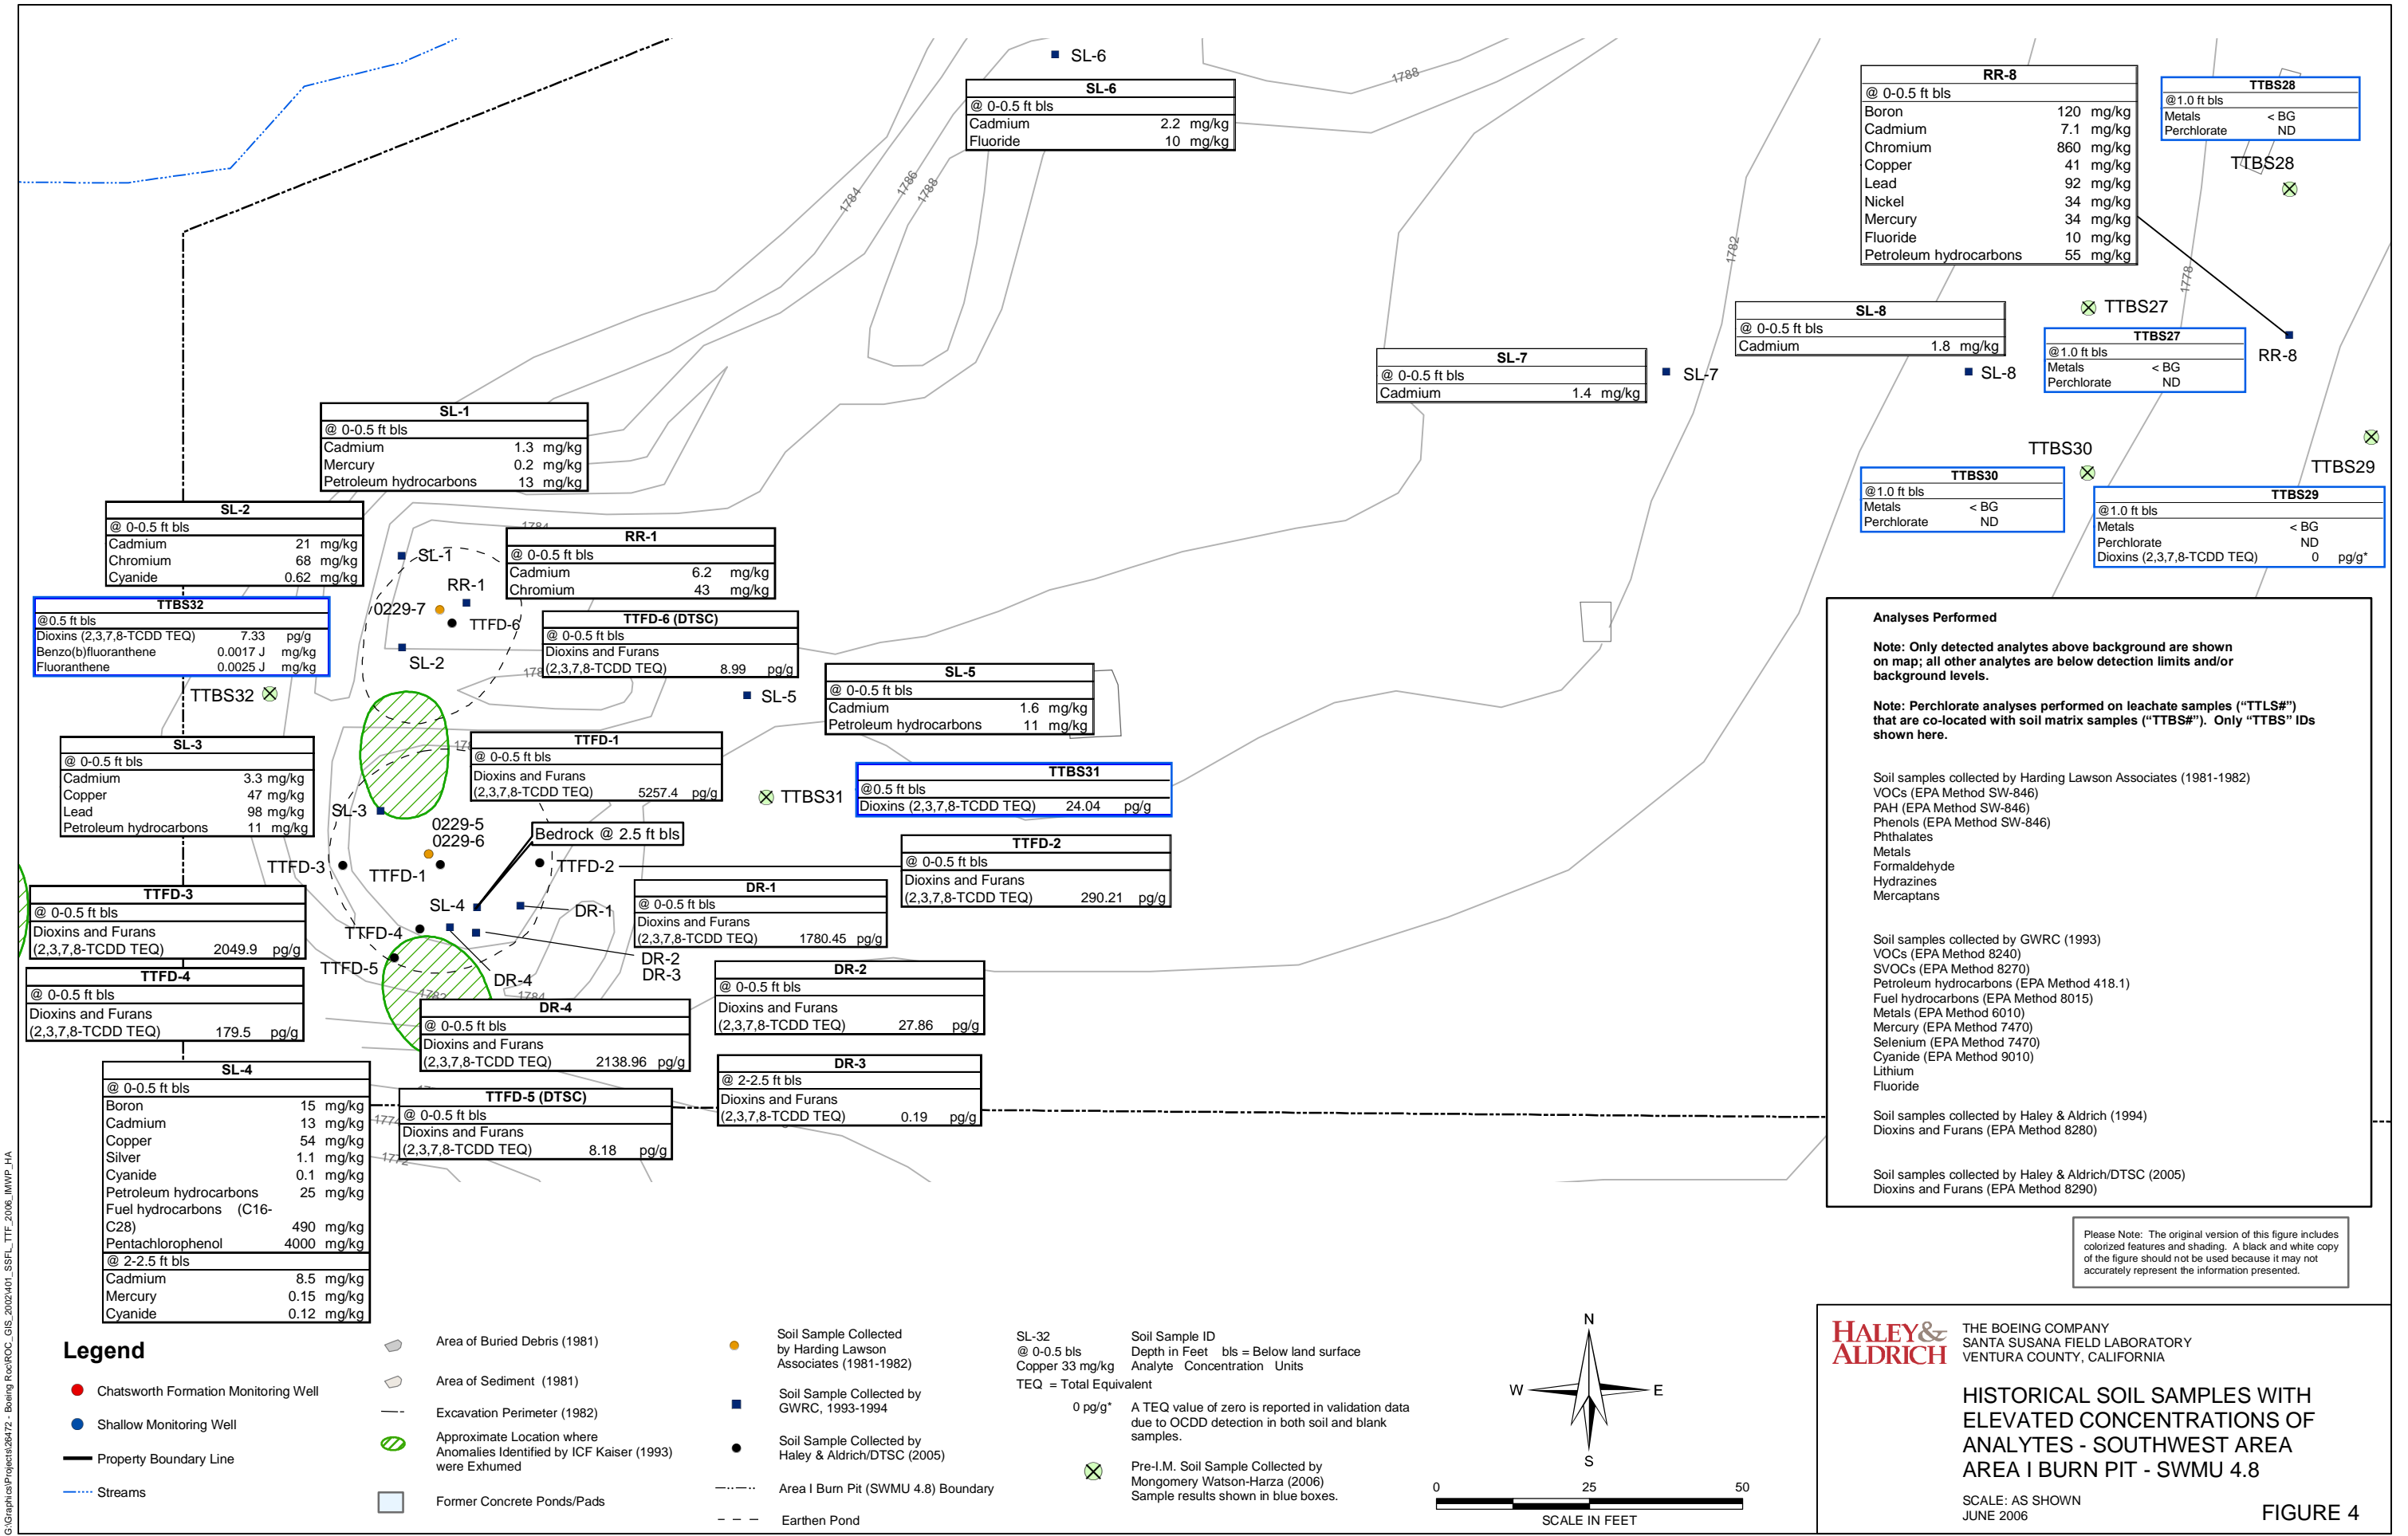 SL-6
1788
SL-6
@ 0-0.5 ft bls
Cadmium 2.2 mg/kg
Fluoride 10 mg/kg
1784
1786
1788
RR-8
@ 0-0.5 ft bls
Boron 120 mg/kg
Cadmium 7.1 mg/kg
Chromium 860 mg/kg
Copper 41 mg/kg
Lead 92 mg/kg
Nickel 34 mg/kg
Mercury 34 mg/kg
Fluoride 10 mg/kg
Petroleum hydrocarbons 55 mg/kg
TTBS28
@1.0 ft bls
Metals < BG
Perchlorate ND
TTBS28
1782
1778
TTBS27
TTBS27
@1.0 ft bls
Metals < BG
Perchlorate ND
RR-8
SL-8
@ 0-0.5 ft bls
Cadmium 1.8 mg/kg
SL-8
SL-7
@ 0-0.5 ft bls
Cadmium 1.4 mg/kg
SL-7
TTBS30
TTBS30
@1.0 ft bls
Metals < BG
Perchlorate ND
TTBS29
TTBS29
@1.0 ft bls
Metals < BG
Perchlorate ND
Dioxins (2,3,7,8-TCDD TEQ) 0 pg/g*
SL-1
@ 0-0.5 ft bls
Cadmium 1.3 mg/kg
Mercury 0.2 mg/kg
Petroleum hydrocarbons 13 mg/kg
SL-2
@ 0-0.5 ft bls
Cadmium 21 mg/kg
Chromium 68 mg/kg
Cyanide 0.62 mg/kg
1784
SL-1
RR-1
0229-7
TTFD-6
SL-2
RR-1
@ 0-0.5 ft bls
Cadmium 6.2 mg/kg
Chromium 43 mg/kg
TTBS32
@0.5 ft bls
Dioxins (2,3,7,8-TCDD TEQ) 7.33 pg/g
Benzo(b)fluoranthene 0.0017 J mg/kg
Fluoranthene 0.0025 J mg/kg
TTBS32
TTFD-6 (DTSC)
@ 0-0.5 ft bls
Dioxins and Furans
(2,3,7,8-TCDD TEQ) 8.99 pg/g
SL-5
SL-5
@ 0-0.5 ft bls
Cadmium 1.6 mg/kg
Petroleum hydrocarbons 11 mg/kg
SL-3
@ 0-0.5 ft bls
Cadmium 3.3 mg/kg
Copper 47 mg/kg
Lead 98 mg/kg
Petroleum hydrocarbons 11 mg/kg
TTFD-1
@ 0-0.5 ft bls
Dioxins and Furans
(2,3,7,8-TCDD TEQ) 5257.4 pg/g
TTBS31
TTBS31
@0.5 ft bls
Dioxins (2,3,7,8-TCDD TEQ) 24.04 pg/g
SL-3
0229-5
0229-6
Bedrock @ 2.5 ft bls
TTFD-3
TTFD-1
TTFD-2
TTFD-2
@ 0-0.5 ft bls
Dioxins and Furans
(2,3,7,8-TCDD TEQ) 290.21 pg/g
TTFD-3
@ 0-0.5 ft bls
Dioxins and Furans
(2,3,7,8-TCDD TEQ) 2049.9 pg/g
SL-4
DR-1
TTFD-4
TTFD-5
DR-2
DR-3
DR-4
1782
1784
DR-1
@ 0-0.5 ft bls
Dioxins and Furans
(2,3,7,8-TCDD TEQ) 1780.45 pg/g
TTFD-4
@ 0-0.5 ft bls
Dioxins and Furans
(2,3,7,8-TCDD TEQ) 179.5 pg/g
DR-2
@ 0-0.5 ft bls
Dioxins and Furans
(2,3,7,8-TCDD TEQ) 27.86 pg/g
DR-4
@ 0-0.5 ft bls
Dioxins and Furans
(2,3,7,8-TCDD TEQ) 2138.96 pg/g
DR-3
@ 2-2.5 ft bls
Dioxins and Furans
(2,3,7,8-TCDD TEQ) 0.19 pg/g
TTFD-5 (DTSC)
@ 0-0.5 ft bls
Dioxins and Furans
(2,3,7,8-TCDD TEQ) 8.18 pg/g
1772
SL-4
@ 0-0.5 ft bls
Boron 15 mg/kg
Cadmium 13 mg/kg
Copper 54 mg/kg
Silver 1.1 mg/kg
Cyanide 0.1 mg/kg
Petroleum hydrocarbons 25 mg/kg
Fuel hydrocarbons (C16-
C28) 490 mg/kg
Pentachlorophenol 4000 mg/kg
@ 2-2.5 ft bls
Cadmium 8.5 mg/kg
Mercury 0.15 mg/kg
Cyanide 0.12 mg/kg
Analyses Performed
Note: Only detected analytes above background are shown
on map; all other analytes are below detection limits and/or
background levels.
Note: Perchlorate analyses performed on leachate samples (“TTLS#”)
that are co-located with soil matrix samples (“TTBS#”). Only “TTBS” IDs
shown here.
Soil samples collected by Harding Lawson Associates (1981-1982)
VOCs (EPA Method SW-846)
PAH (EPA Method SW-846)
Phenols (EPA Method SW-846)
Phthalates
Metals
Formaldehyde
Hydrazines
Mercaptans
Soil samples collected by GWRC (1993)
VOCs (EPA Method 8240)
SVOCs (EPA Method 8270)
Petroleum hydrocarbons (EPA Method 418.1)
Fuel hydrocarbons (EPA Method 8015)
Metals (EPA Method 6010)
Mercury (EPA Method 7470)
Selenium (EPA Method 7470)
Cyanide (EPA Method 9010)
Lithium
Fluoride
Soil samples collected by Haley & Aldrich (1994)
Dioxins and Furans (EPA Method 8280)
Soil samples collected by Haley & Aldrich/DTSC (2005)
Dioxins and Furans (EPA Method 8290)
Please Note: The original version of this figure includes
colorized features and shading. A black and white copy
of the figure should not be used because it may not
accurately represent the information presented.
Legend
Chatsworth Formation Monitoring Well
Shallow Monitoring Well
Property Boundary Line
Streams
Area of Buried Debris (1981)
Area of Sediment (1981)
Excavation Perimeter (1982)
Approximate Location where
Anomalies Identified by ICF Kaiser (1993)
were Exhumed
Former Concrete Ponds/Pads
Soil Sample Collected
by Harding Lawson
Associates (1981-1982)
Soil Sample Collected by
GWRC, 1993-1994
Soil Sample Collected by
Haley & Aldrich/DTSC (2005)
Area I Burn Pit (SWMU 4.8) Boundary
Earthen Pond
SL-32 Soil Sample ID
@ 0-0.5 bls Depth in Feet bls = Below land surface
Copper 33 mg/kg Analyte Concentration Units
TEQ = Total Equivalent
0 pg/g* A TEQ value of zero is reported in validation data
due to OCDD detection in both soil and blank
samples.
Pre-I.M. Soil Sample Collected by
Mongomery Watson-Harza (2006)
Sample results shown in blue boxes.
N
W E
S
0 25 50
SCALE IN FEET
HALEY&
ALDRICH
THE BOEING COMPANY
SANTA SUSANA FIELD LABORATORY
VENTURA COUNTY, CALIFORNIA
HISTORICAL SOIL SAMPLES WITH
ELEVATED CONCENTRATIONS OF
ANALYTES - SOUTHWEST AREA
AREA I BURN PIT - SWMU 4.8
SCALE: AS SHOWN
JUNE 2006
FIGURE 4
G:\Graphics\Projects\26472 - Boeing Roc\ROC_GIS_2002\401_SSFL_TTF_2006_IMWP_HA